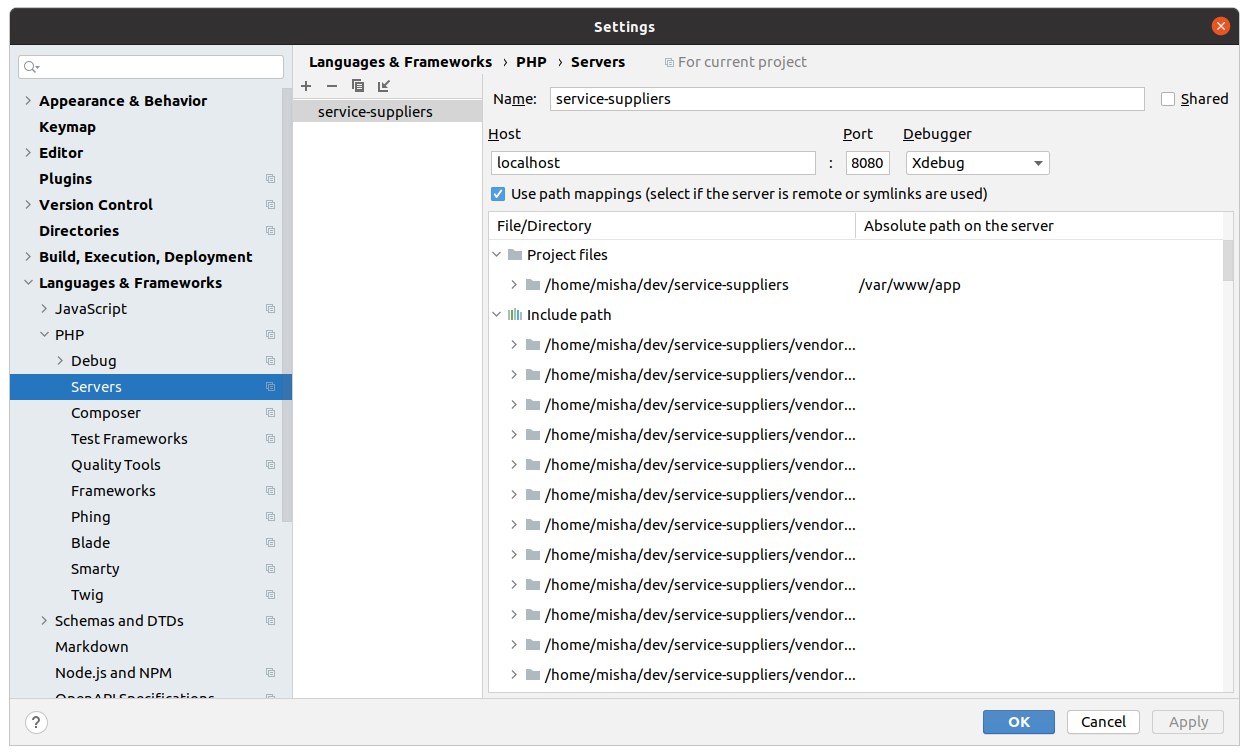 Settings
Languages & Frameworks › PHP › Servers For current project
Appearance & Behavior
Keymap
Editor
Plugins
Version Control
Directories
Build, Execution, Deployment
Languages & Frameworks
JavaScript
PHP
Debug
Servers
Composer
Test Frameworks
Quality Tools
Frameworks
Phing
Blade
Smarty
Twig
Schemas and DTDs
Markdown
Node.js and NPM
OpenAPI Specifications
service-suppliers
Name: service-suppliers Shared
Host Port Debugger
localhost : 8080 Xdebug
Use path mappings (select if the server is remote or symlinks are used)
File/Directory Absolute path on the server
Project files
/home/misha/dev/service-suppliers /var/www/app
Include path
/home/misha/dev/service-suppliers/vendor...
/home/misha/dev/service-suppliers/vendor...
/home/misha/dev/service-suppliers/vendor...
/home/misha/dev/service-suppliers/vendor...
/home/misha/dev/service-suppliers/vendor...
/home/misha/dev/service-suppliers/vendor...
/home/misha/dev/service-suppliers/vendor...
/home/misha/dev/service-suppliers/vendor...
/home/misha/dev/service-suppliers/vendor...
/home/misha/dev/service-suppliers/vendor...
/home/misha/dev/service-suppliers/vendor...
/home/misha/dev/service-suppliers/vendor...
? OK Cancel Apply